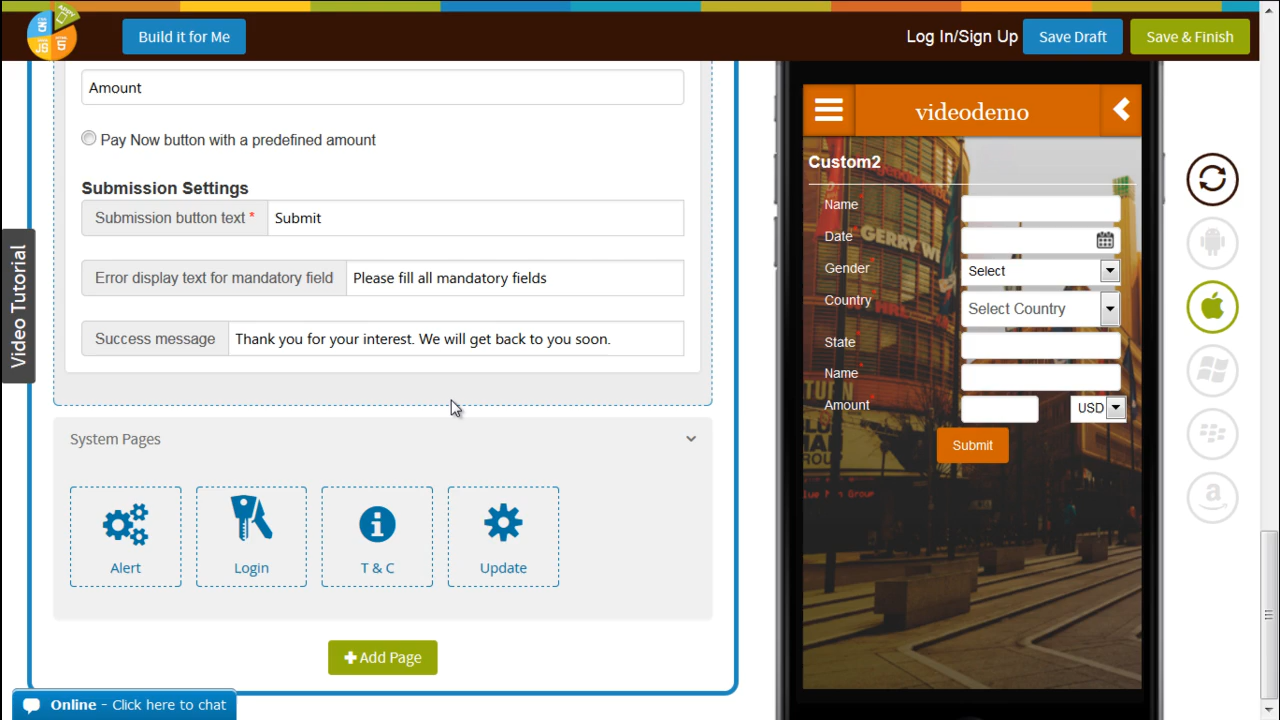 Build it for Me
Log In/Sign Up
Save Draft
Save & Finish
Amount
Pay Now button with a predefined amount
Submission Settings
Submission button text *
Submit
Error display text for mandatory field
Please fill all mandatory fields
Success message
Thank you for your interest. We will get back to you soon.
Video Tutorial
System Pages
Alert
Login
T & C
Update
Add Page
Online - Click here to chat
videodemo
Custom2
Name
Date
Gender
Select
Country
Select Country
State
Name
Amount
USD
Submit
GERRY W